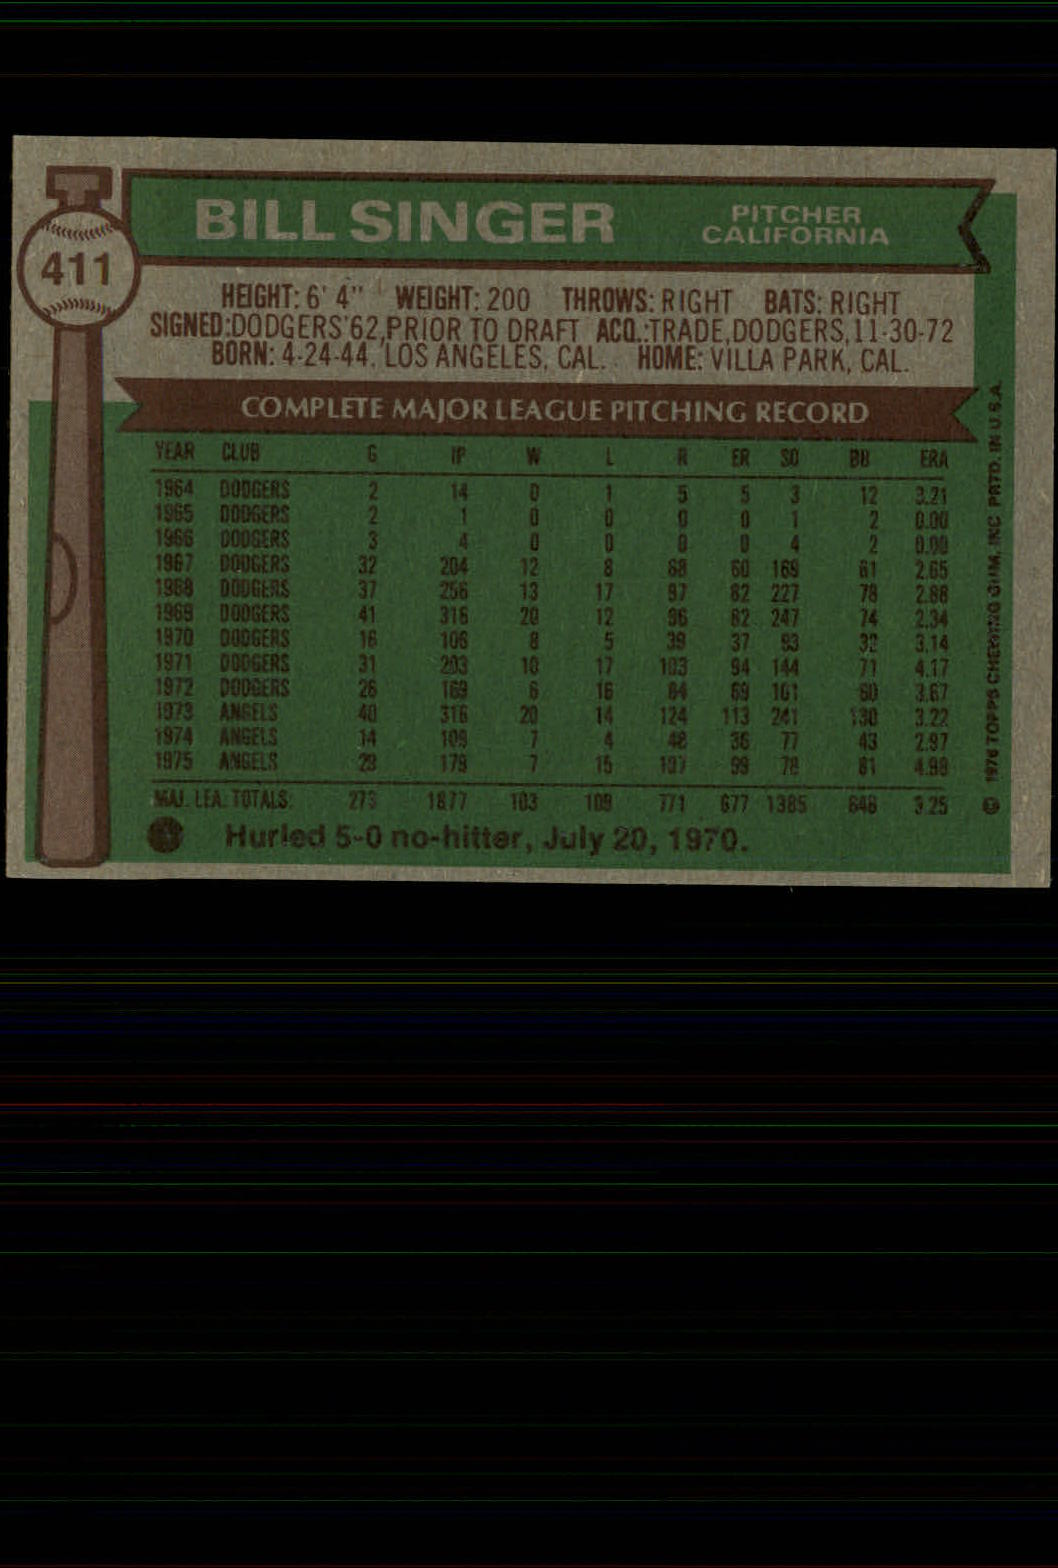 411
BILL SINGER
PITCHER
CALIFORNIA
HEIGHT: 6' 4" WEIGHT: 200 THROWS: RIGHT BATS: RIGHT
SIGNED: DODGERS '62, PRIOR TO DRAFT ACQ.: TRADE, DODGERS, 11-30-72
BORN: 4-24-44, LOS ANGELES, CAL. HOME: VILLA PARK, CAL.
COMPLETE MAJOR LEAGUE PITCHING RECORD
YEAR CLUB G IP W L R ER SO BB ERA
1964 DODGERS 2 14 0 1 5 5 3 12 3.21
1965 DODGERS 2 1 0 0 0 0 1 2 0.00
1966 DODGERS 3 4 0 0 0 0 4 2 0.00
1967 DODGERS 32 204 12 8 68 60 169 61 2.65
1968 DODGERS 37 256 13 17 97 82 227 78 2.88
1969 DODGERS 41 316 20 12 96 82 247 74 2.34
1970 DODGERS 16 106 8 5 39 37 93 32 3.14
1971 DODGERS 31 203 10 17 103 94 144 71 4.17
1972 DODGERS 26 169 6 16 84 69 101 60 3.67
1973 ANGELS 40 316 20 14 124 113 241 130 3.22
1974 ANGELS 14 109 7 4 48 36 77 43 2.97
1975 ANGELS 29 179 7 15 107 99 78 81 4.98
MAJ. LEA. TOTALS 273 1877 103 109 771 677 1385 646 3.25
Hurled 5-0 no-hitter, July 20, 1970.
© 1976 TOPPS CHEWING GUM, INC. PRTD. IN U.S.A.